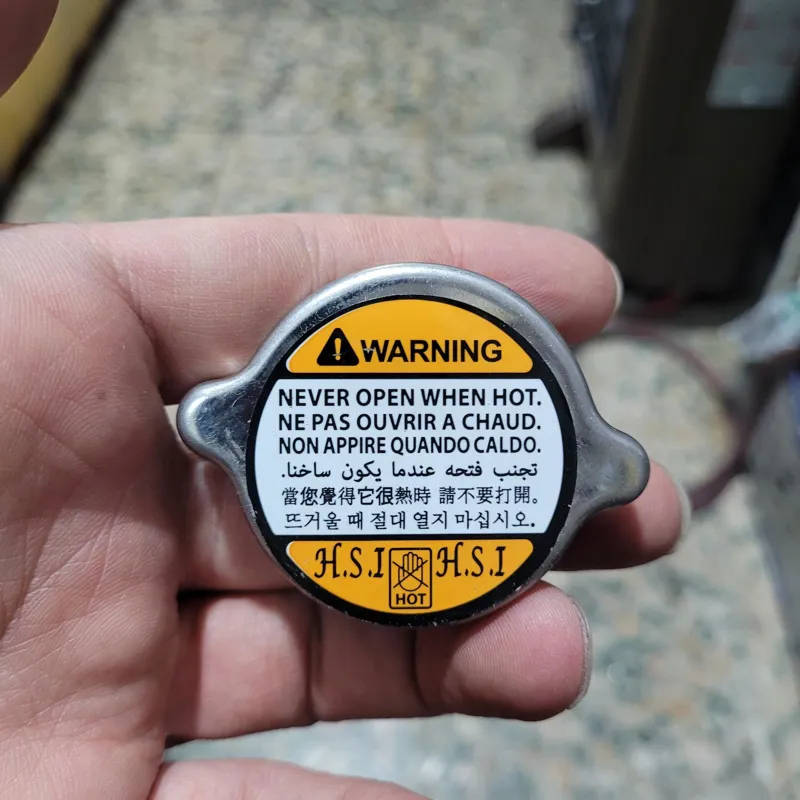 WARNING
NEVER OPEN WHEN HOT.
NE PAS OUVRIR A CHAUD.
NON APPIRE QUANDO CALDO.
تجنب فتحه عندما يكون ساخنا.
當您覺得它很熱時 請不要打開。
뜨거울 때 절대 열지 마십시오.
H.S.I H.S.I
HOT